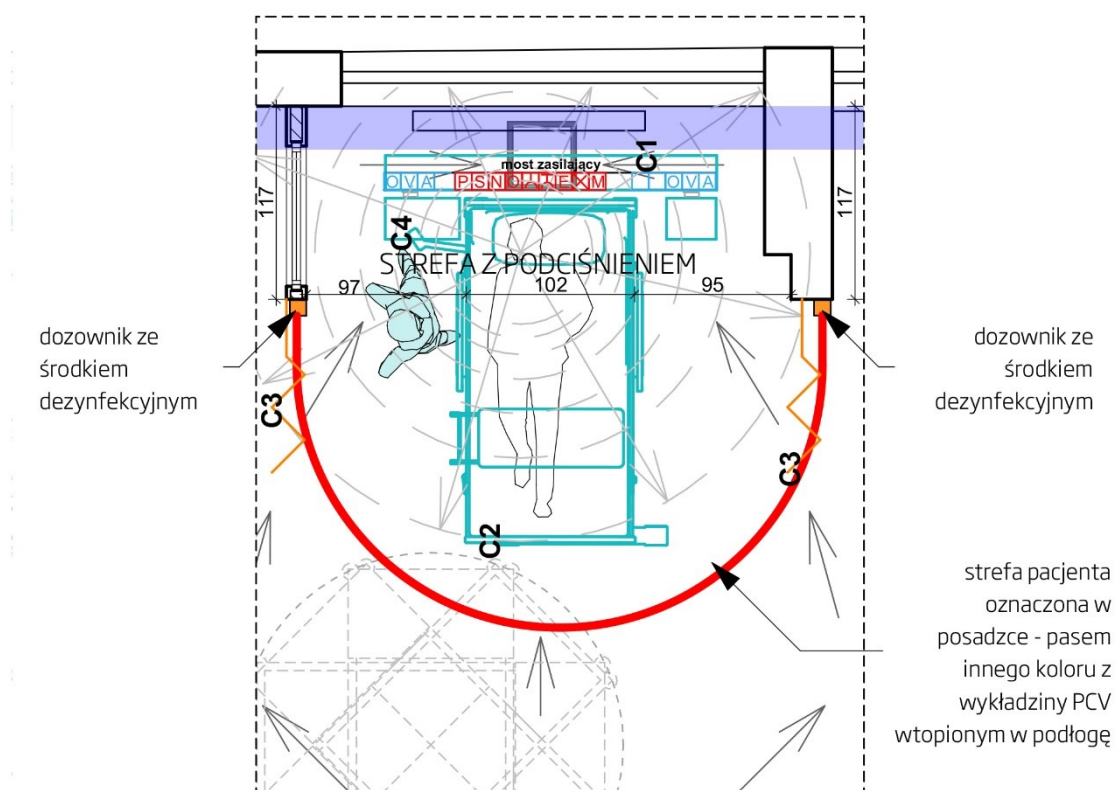 C1
most zasilający
O V A P S N O I E X M I I O V A
117
117
C4
STREFA Z PODCIŚNIENIEM
97
102
95
dozownik ze
środkiem
dezynfekcyjnym
dozownik ze
środkiem
dezynfekcyjnym
C3
C3
C2
strefa pacjenta
oznaczona w
posadzce - pasem
innego koloru z
wykładziny PCV
wtopionym w podłogę